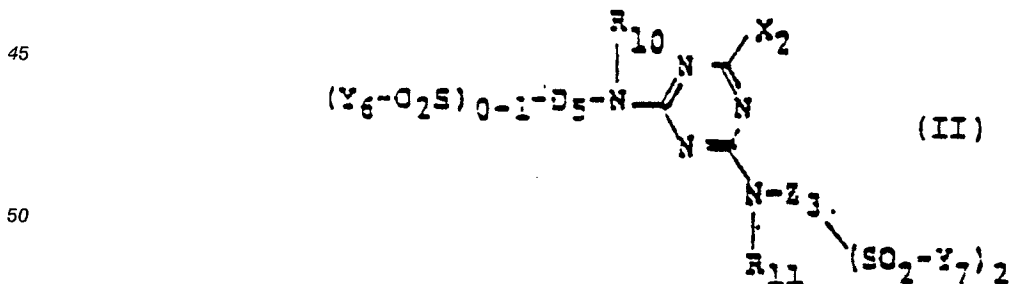 45
R10 X2
N
(Y6-O2S)0-1-D5-N N (II)
N
50
N-Z3
R11 (SO2-Y7)2